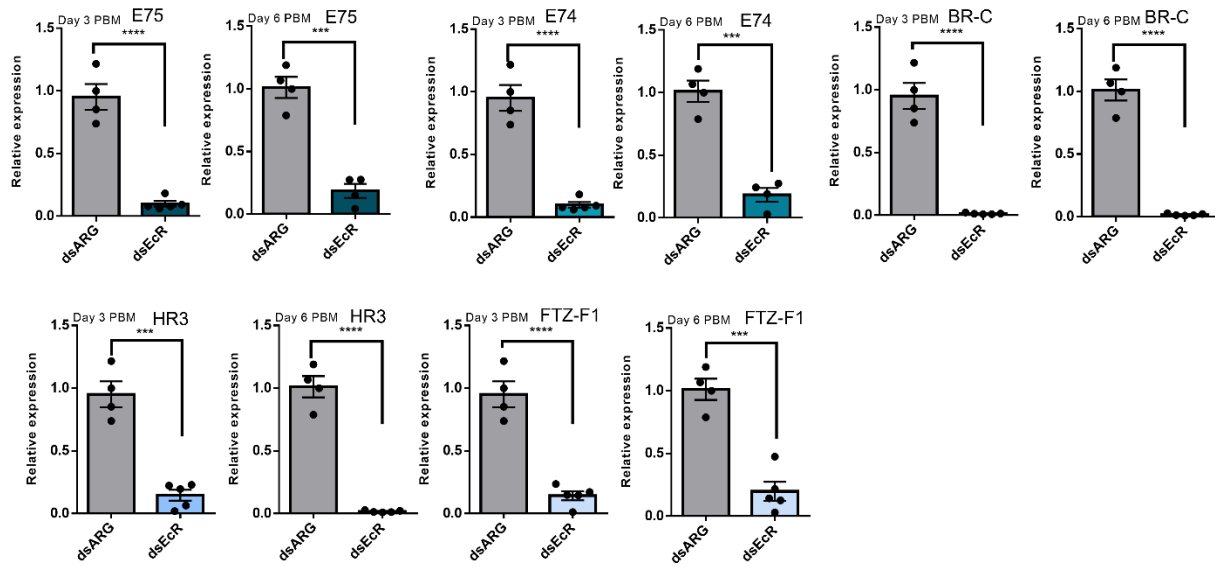 Day 3 PBM E75
****
Relative expression
1.5
1.0
0.5
0.0
dsARG
dsEcR
Day 6 PBM E75
***
Relative expression
1.5
1.0
0.5
0.0
dsARG
dsEcR
Day 3 PBM E74
****
Relative expression
1.5
1.0
0.5
0.0
dsARG
dsEcR
Day 6 PBM E74
***
Relative expression
1.5
1.0
0.5
0.0
dsARG
dsEcR
Day 3 PBM BR-C
****
Relative expression
1.5
1.0
0.5
0.0
dsARG
dsEcR
Day 6 PBM BR-C
****
Relative expression
1.5
1.0
0.5
0.0
dsARG
dsEcR
Day 3 PBM HR3
***
Relative expression
1.5
1.0
0.5
0.0
dsARG
dsEcR
Day 6 PBM HR3
****
Relative expression
1.5
1.0
0.5
0.0
dsARG
dsEcR
Day 3 PBM FTZ-F1
****
Relative expression
1.5
1.0
0.5
0.0
dsARG
dsEcR
Day 6 PBM FTZ-F1
***
Relative expression
1.5
1.0
0.5
0.0
dsARG
dsEcR